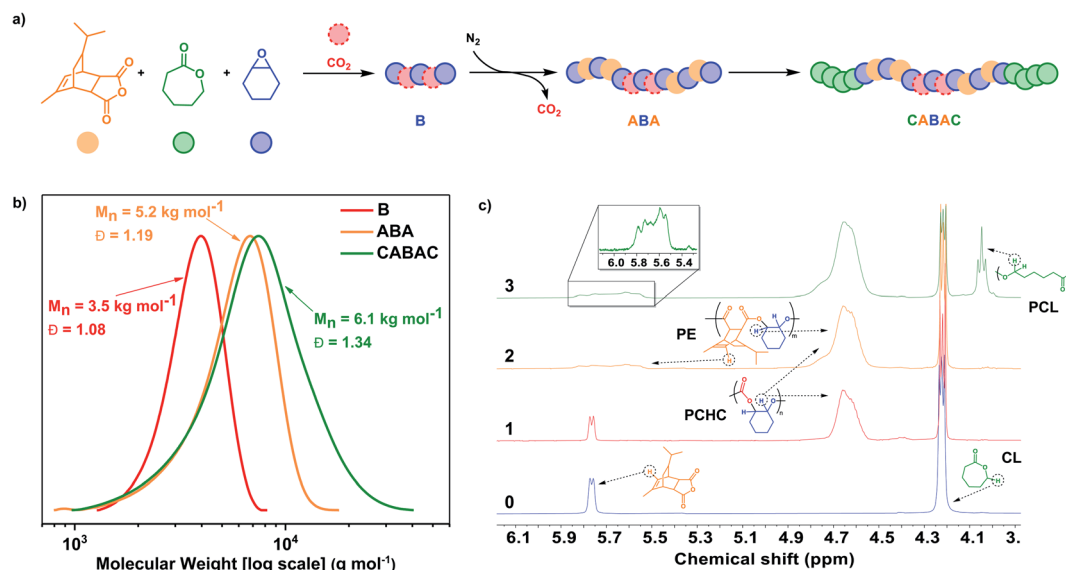 a)
O
O
O
+
O
O
+
O
CO2
N2
CO2
B
ABA
CABAC
b)
Mn = 5.2 kg mol-1
Đ = 1.19
B
ABA
CABAC
Mn = 3.5 kg mol-1
Đ = 1.08
Mn = 6.1 kg mol-1
Đ = 1.34
10^3
10^4
Molecular Weight [log scale] (g mol-1)
c)
6.0 5.8 5.6 5.4
3
H H
O
O
PCL
PE
O
O
O
H
H
O
m
H
2
PCHC
O
O
H
H
O
n
1
CL
O
O
H
H
O
O
O
0
6.1 5.9 5.7 5.5 5.3 5.1 4.9 4.7 4.5 4.3 4.1 3.
Chemical shift (ppm)